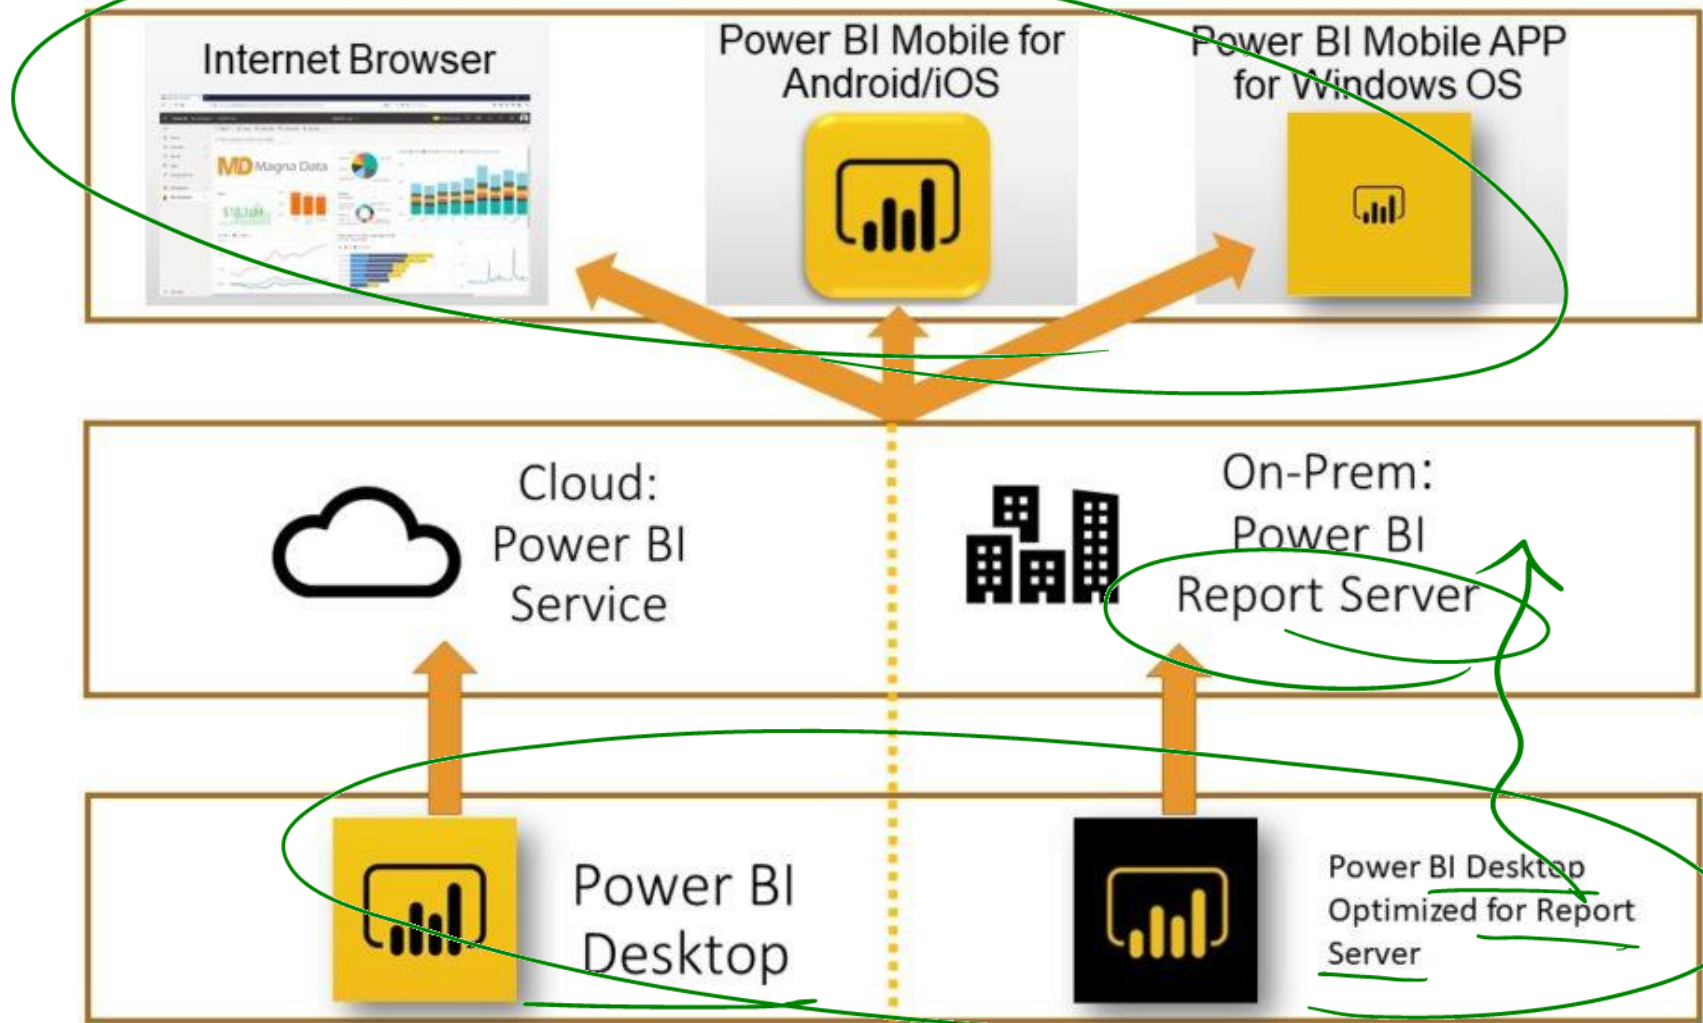 Internet Browser
Power BI Mobile for
Android/iOS
Power BI Mobile APP
for Windows OS
MD Magna Data
Cloud:
Power BI
Service
On-Prem:
Power BI
Report Server
Power BI
Desktop
Power BI Desktop
Optimized for Report
Server